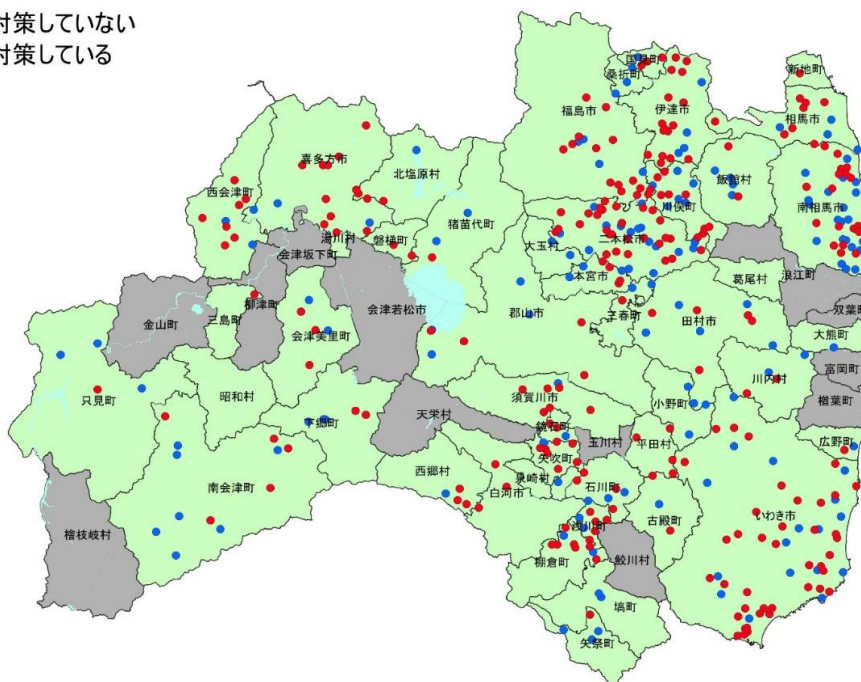 対策していない
対策している
国見町
桑折町
新地町
福島市
伊達市
相馬市
喜多方市
北塩原村
飯舘村
西会津町
川俣町
南相馬市
猪苗代町
湯川村
磐梯町
二本松市
大玉村
会津坂下町
本宮市
葛尾村
浪江町
会津若松市
柳津町
三島町
金山町
郡山市
三春町
田村市
双葉町
会津美里町
大熊町
富岡町
川内村
只見町
昭和村
須賀川市
小野町
楢葉町
下郷町
天栄村
鏡石町
玉川村
平田村
広野町
矢吹町
西郷村
泉崎村
白河市
石川町
南会津町
古殿町
いわき市
浅川町
檜枝岐村
棚倉町
鮫川村
塙町
矢祭町